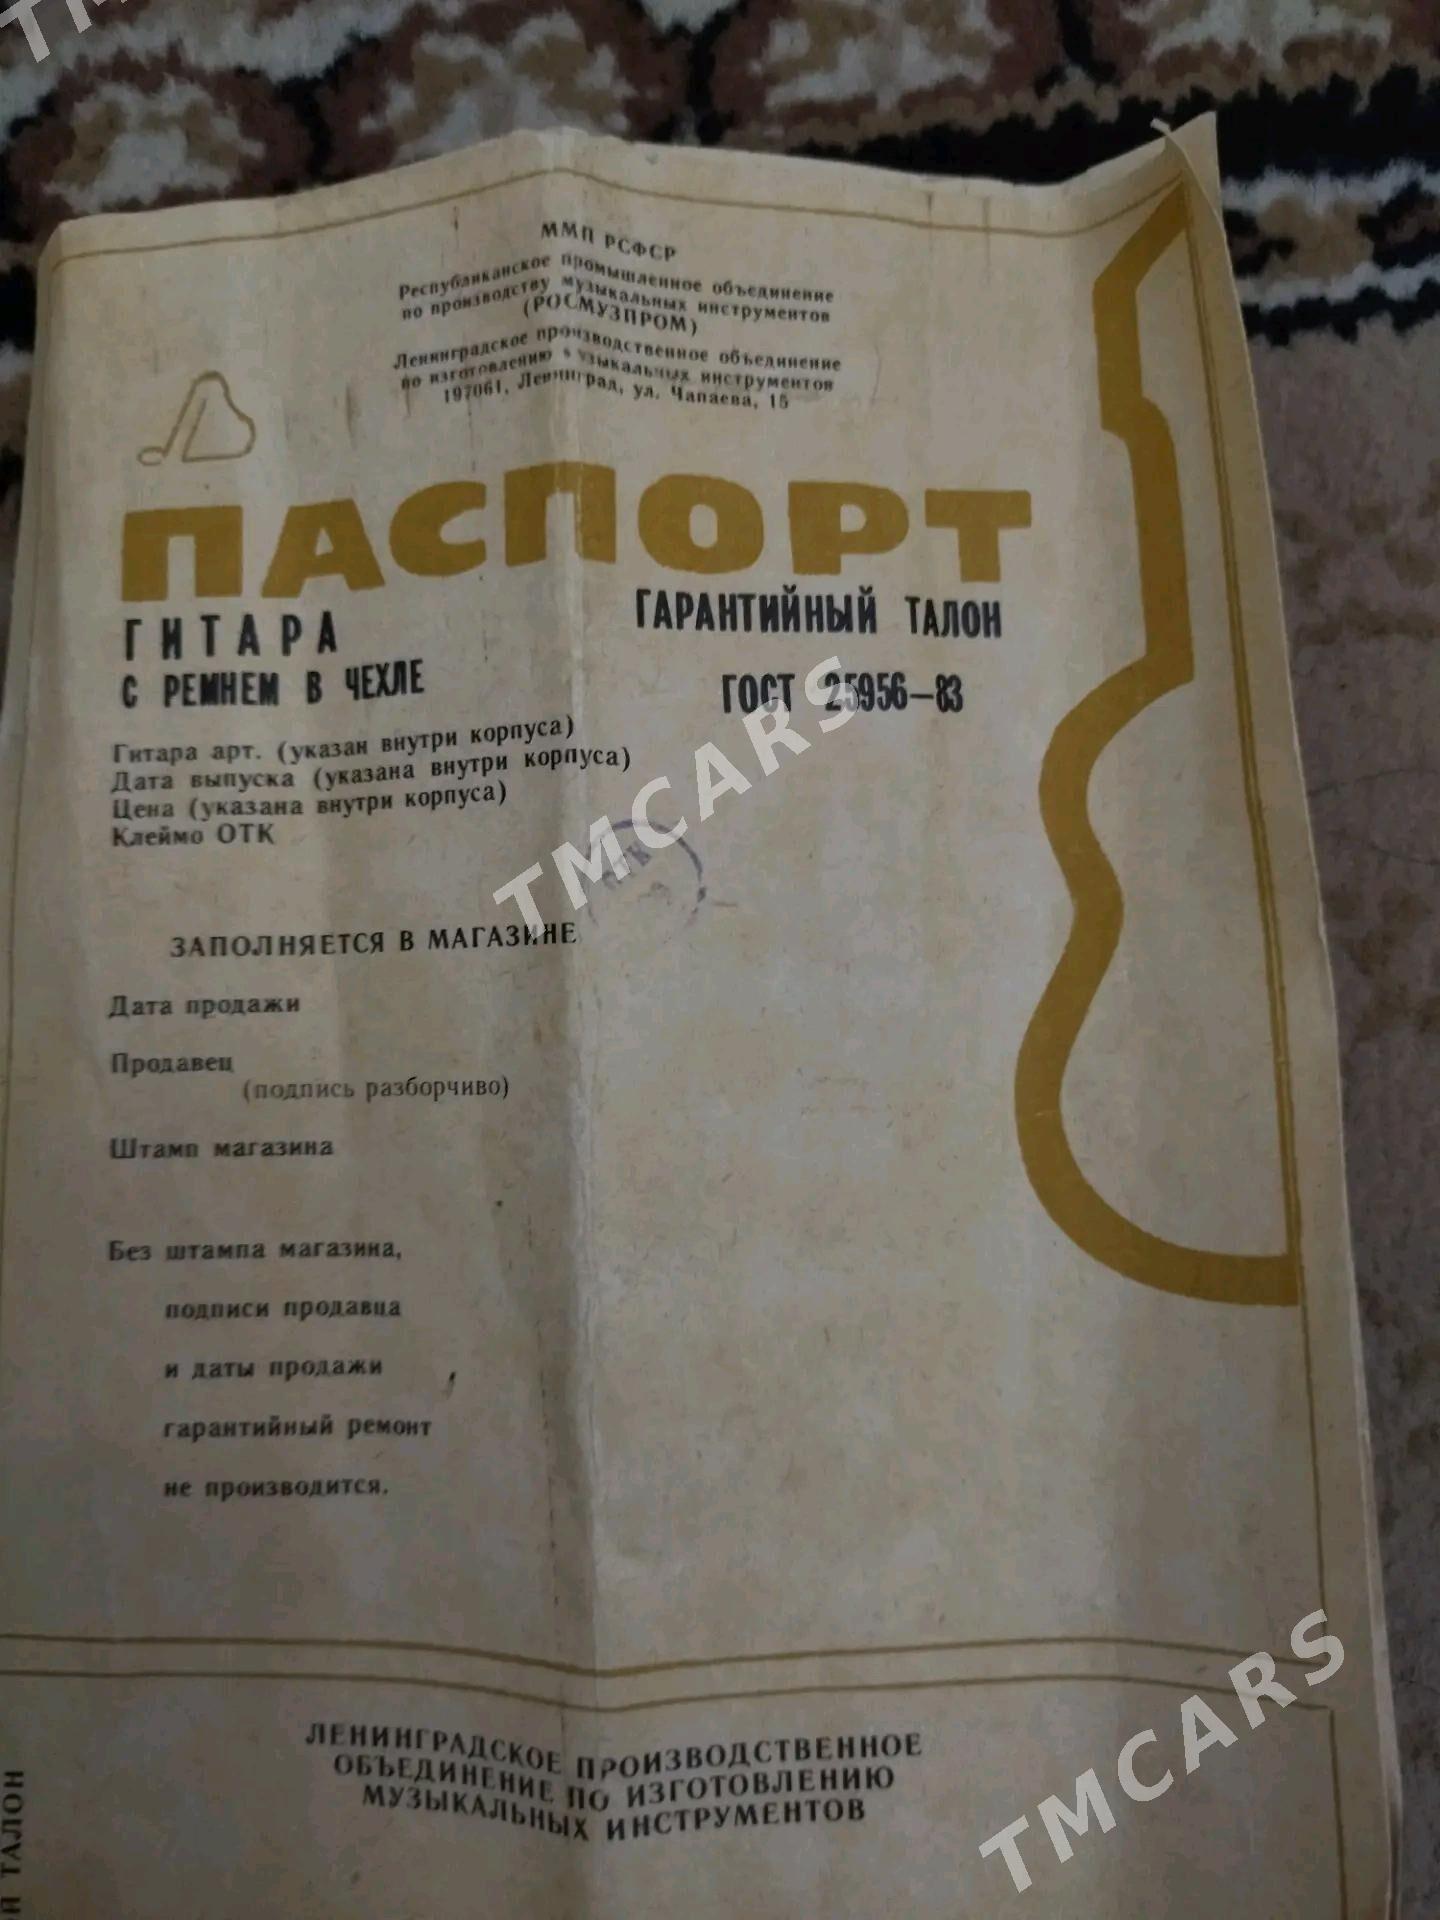 ММП РСФСР
Республиканское промышленное объединение
по производству музыкальных инструментов
(РОСМУЗПРОМ)
Ленинградское производственное объединение
по изготовлению музыкальных инструментов
197061, Ленинград, ул. Чапаева, 15
ПАСПОРТ
ГИТАРА
С РЕМНЕМ В ЧЕХЛЕ
ГАРАНТИЙНЫЙ ТАЛОН
ГОСТ 25956-83
Гитара арт. (указан внутри корпуса)
Дата выпуска (указана внутри корпуса)
Цена (указана внутри корпуса)
Клеймо ОТК
TMCARS
ЗАПОЛНЯЕТСЯ В МАГАЗИНЕ
Дата продажи
Продавец
(подпись разборчиво)
Штамп магазина
Без штампа магазина,
подписи продавца
и даты продажи
гарантийный ремонт
не производится.
ЛЕНИНГРАДСКОЕ ПРОИЗВОДСТВЕННОЕ
ОБЪЕДИНЕНИЕ ПО ИЗГОТОВЛЕНИЮ
МУЗЫКАЛЬНЫХ ИНСТРУМЕНТОВ
TMCARS
ТАЛОН